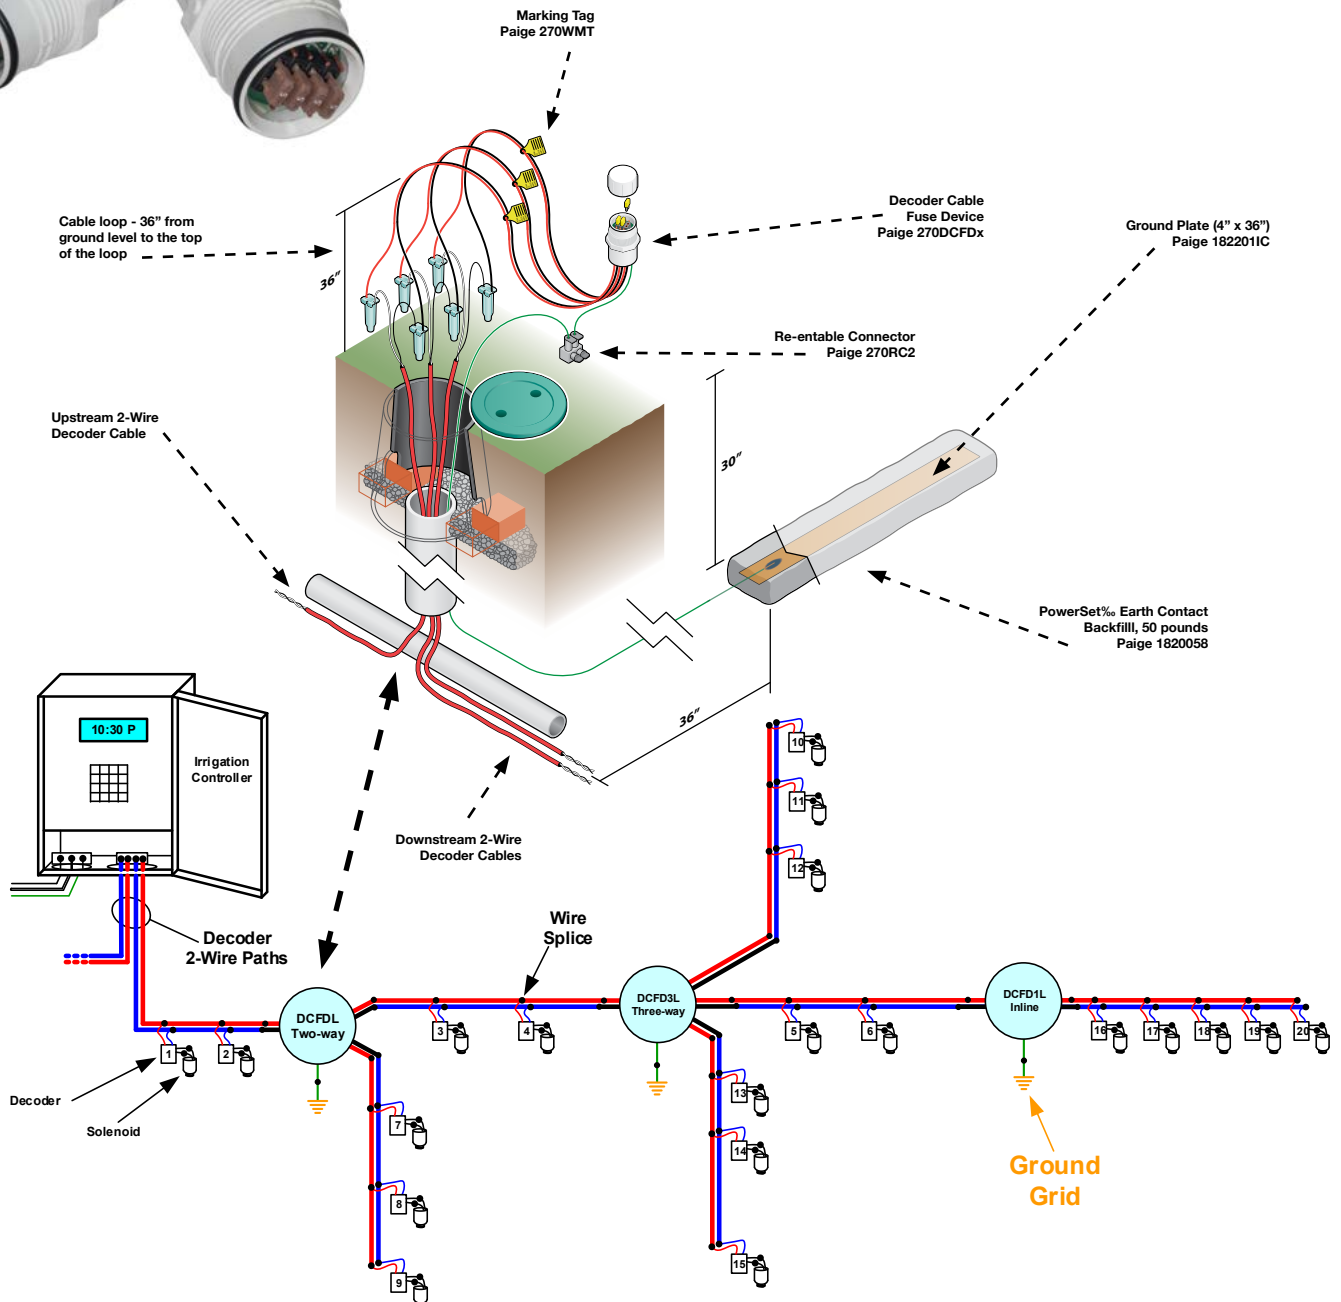 Marking Tag
Paige 270WMT
Cable loop - 36” from
ground level to the top
of the loop
36”
Decoder Cable
Fuse Device
Paige 270DCFDx
Ground Plate (4” x 36”)
Paige 182201IC
Re-entable Connector
Paige 270RC2
Upstream 2-Wire
Decoder Cable
30”
PowerSet‰ Earth Contact
Backfilll, 50 pounds
Paige 1820058
36”
Downstream 2-Wire
Decoder Cables
10:30 P
Irrigation
Controller
Decoder
2-Wire Paths
Wire
Splice
DCFDL
Two-way
DCFD3L
Three-way
DCFD1L
Inline
1
2
3
4
5
6
7
8
9
10
11
12
13
14
15
16
17
18
19
20
Decoder
Solenoid
Ground
Grid